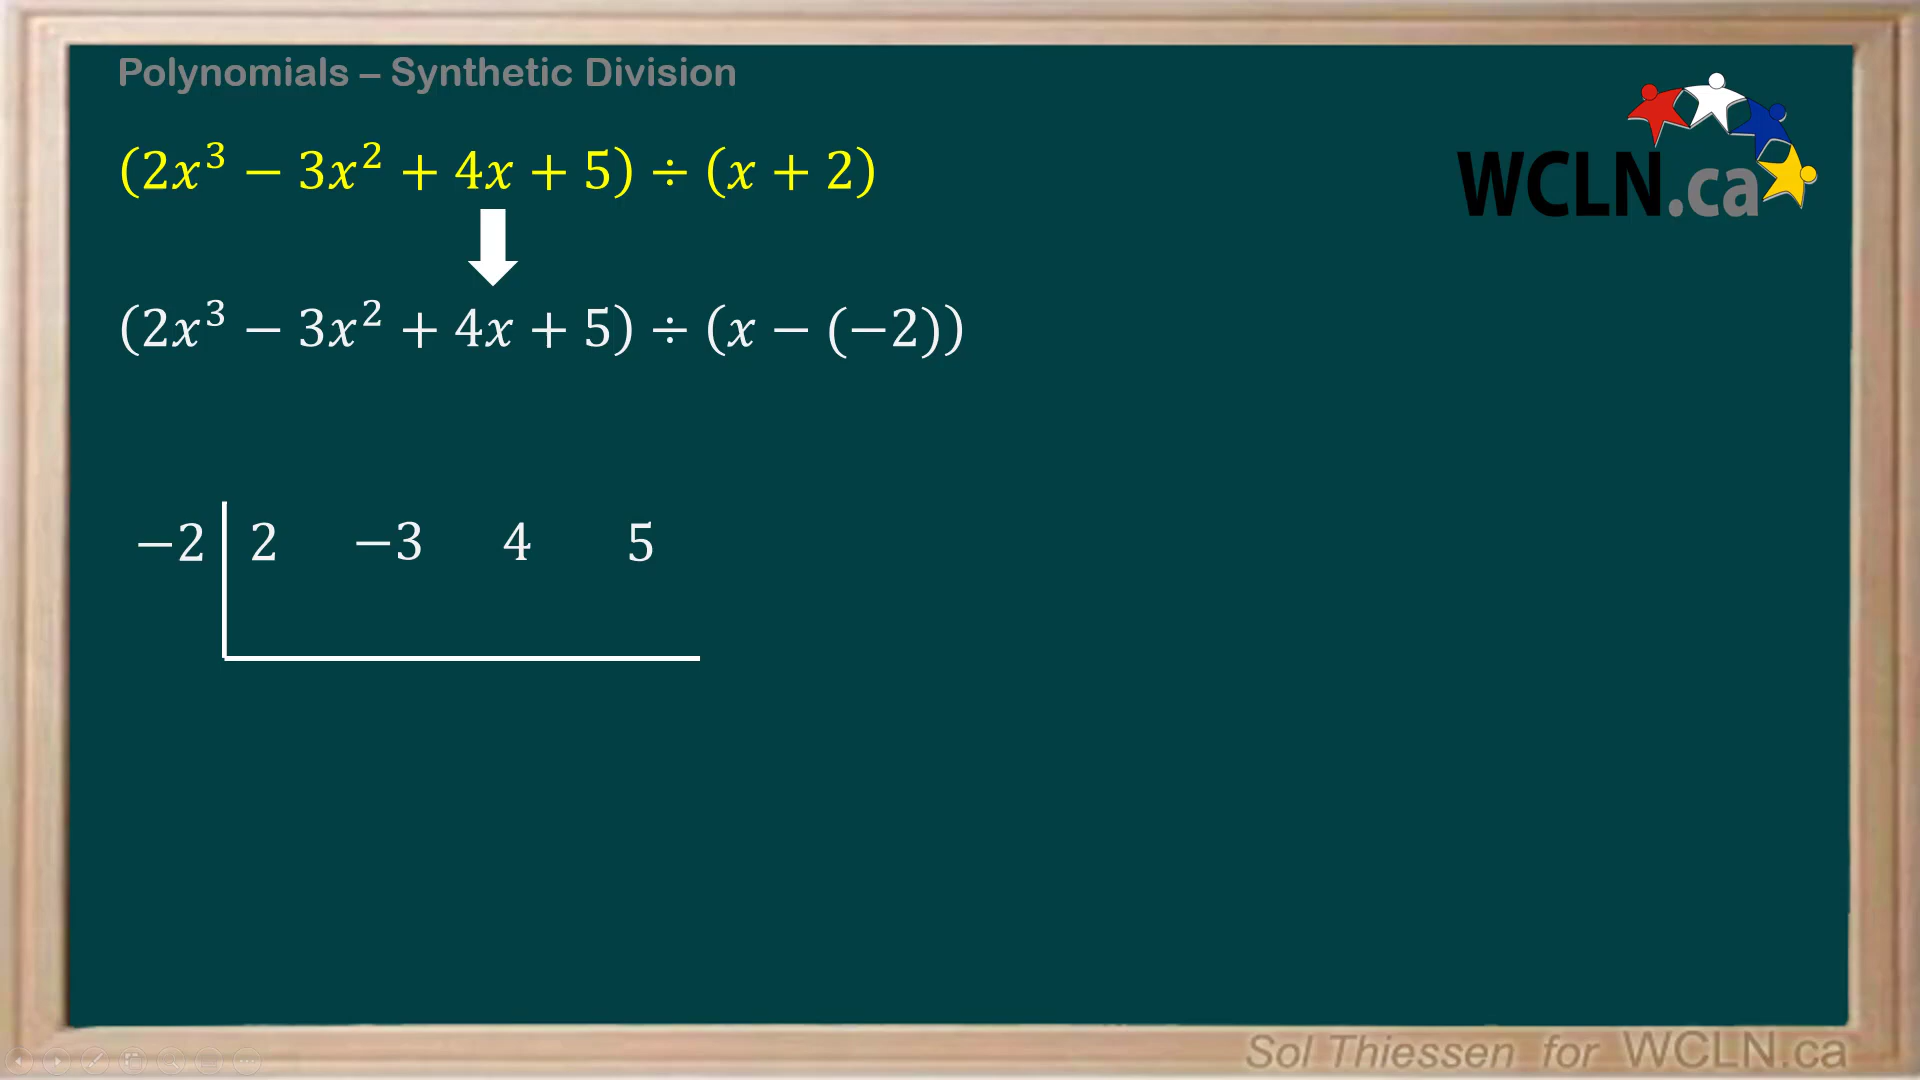 Polynomials – Synthetic Division
(2x³ − 3x² + 4x + 5) ÷ (x + 2)
WCLN.ca
(2x³ − 3x² + 4x + 5) ÷ (x − (−2))
−2 2 −3 4 5
Sol Thiessen for WCLN.ca